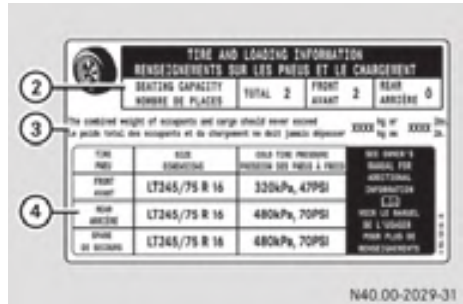 TIRE AND LOADING INFORMATION
RENSEIGNEMENTS SUR LES PNEUS ET LE CHARGEMENT
2
SEATING CAPACITY
NOMBRE DE PLACES
TOTAL 2
FRONT
AVANT
2
REAR
ARRIÈRE
0
3
The combined weight of occupants and cargo should never exceed XXXX kg or XXXX lbs.
Le poids total des occupants et du chargement ne doit jamais dépasser XXXX kg ou XXXX lb.
TIRE
PNEU
SIZE
DIMENSIONS
COLD TIRE PRESSURE
PRESSION DES PNEUS A FROID
SEE OWNER'S
MANUAL FOR
ADDITIONAL
INFORMATION
VOIR LE MANUEL
DE L'USAGER
POUR PLUS DE
RENSEIGNEMENTS
FRONT
AVANT
LT245/75 R 16
320kPa, 47PSI
4
REAR
ARRIÈRE
LT245/75 R 16
480kPa, 70PSI
SPARE
DE SECOURS
LT245/75 R 16
480kPa, 70PSI
N40.00-2029-31